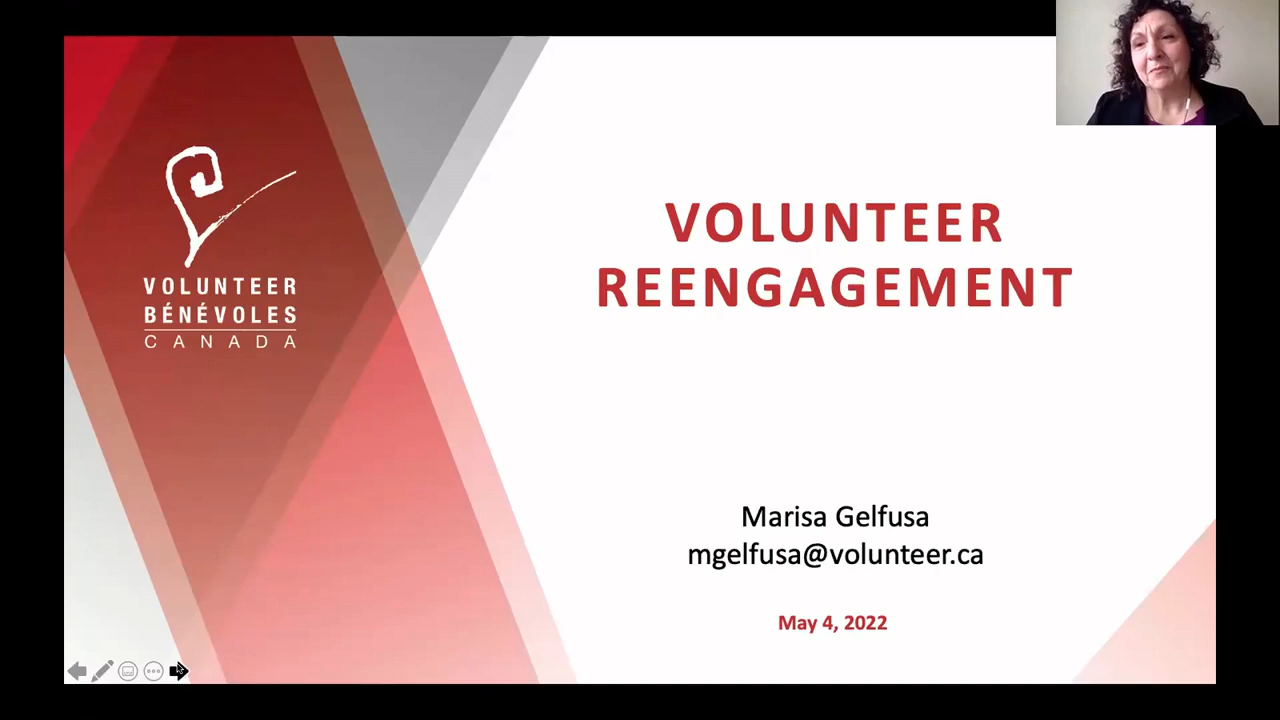 VOLUNTEER
BÉNÉVOLES
CANADA
VOLUNTEER
REENGAGEMENT
Marisa Gelfusa
mgelfusa@volunteer.ca
May 4, 2022